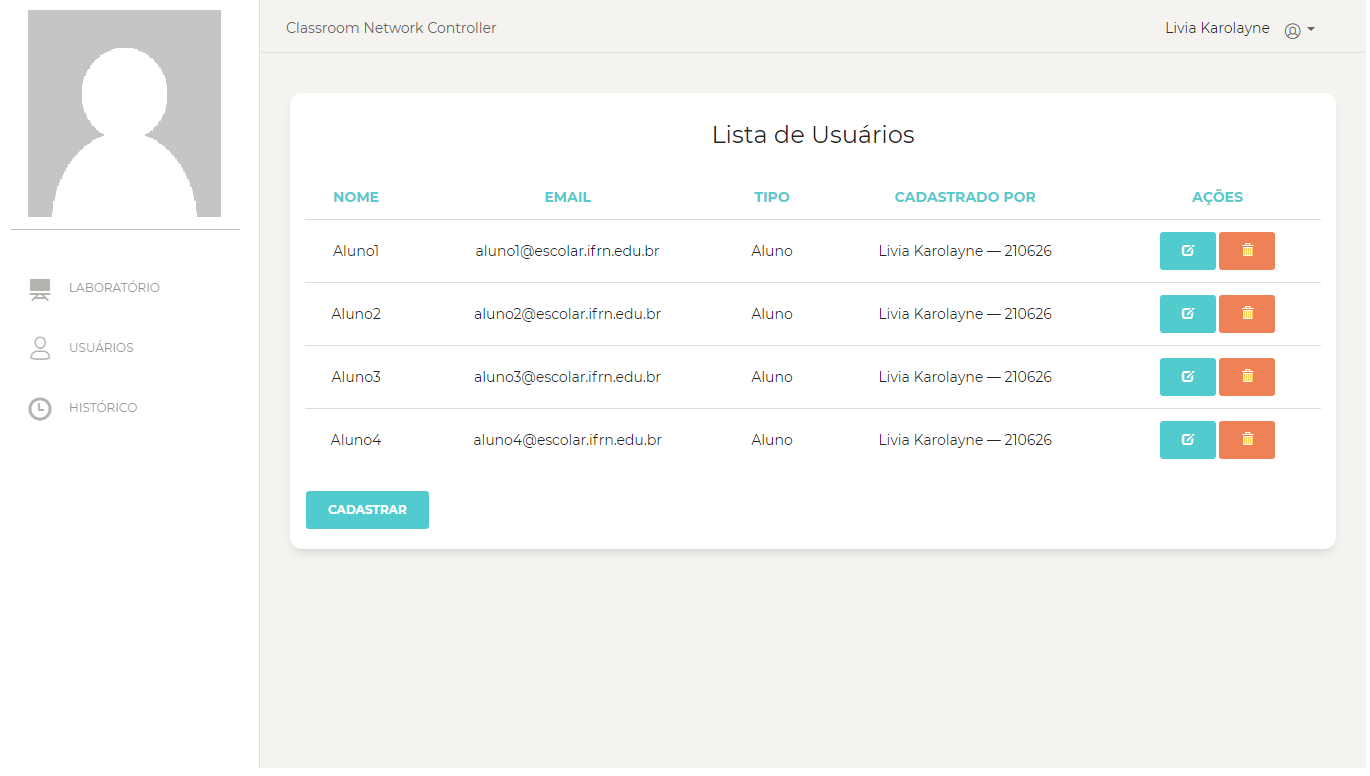 Classroom Network Controller
Livia Karolayne
LABORATÓRIO
USUÁRIOS
HISTÓRICO
Lista de Usuários
NOME EMAIL TIPO CADASTRADO POR AÇÕES
Aluno1 aluno1@escolar.ifrn.edu.br Aluno Livia Karolayne — 210626
Aluno2 aluno2@escolar.ifrn.edu.br Aluno Livia Karolayne — 210626
Aluno3 aluno3@escolar.ifrn.edu.br Aluno Livia Karolayne — 210626
Aluno4 aluno4@escolar.ifrn.edu.br Aluno Livia Karolayne — 210626
CADASTRAR